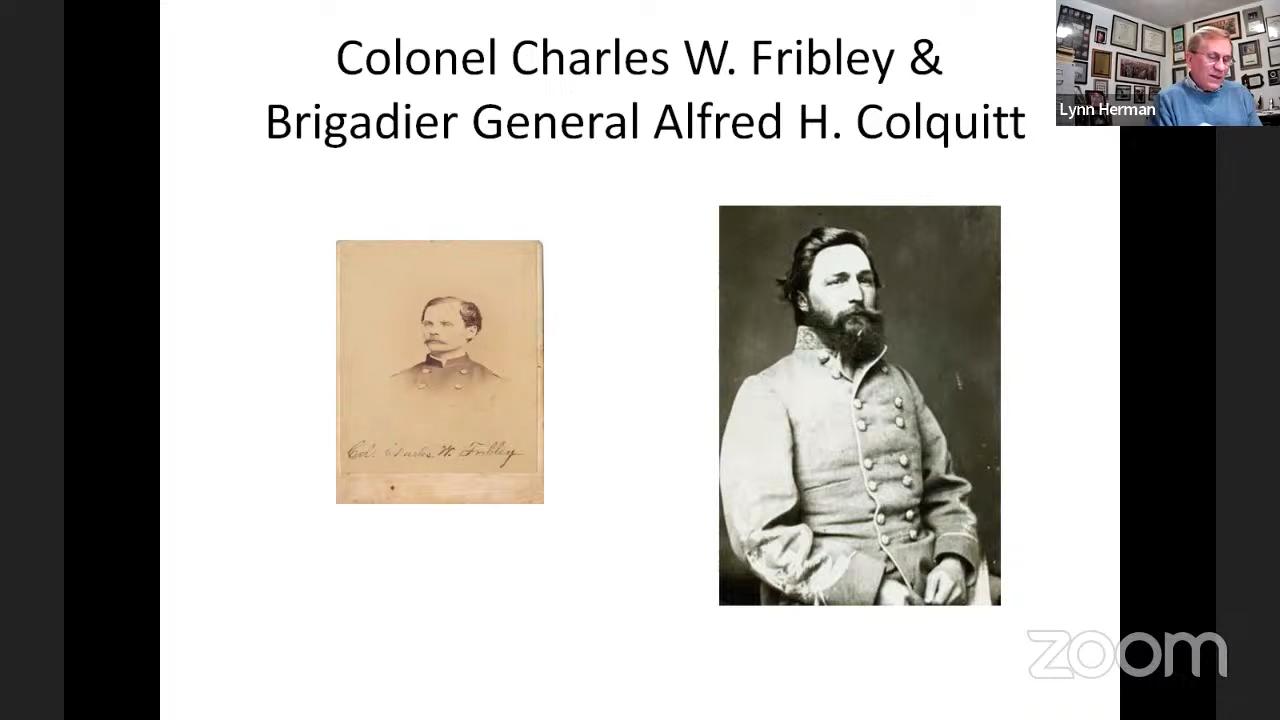 Colonel Charles W. Fribley &
Brigadier General Alfred H. Colquitt
Lynn Herman
Col. Charles W. Fribley
zoom